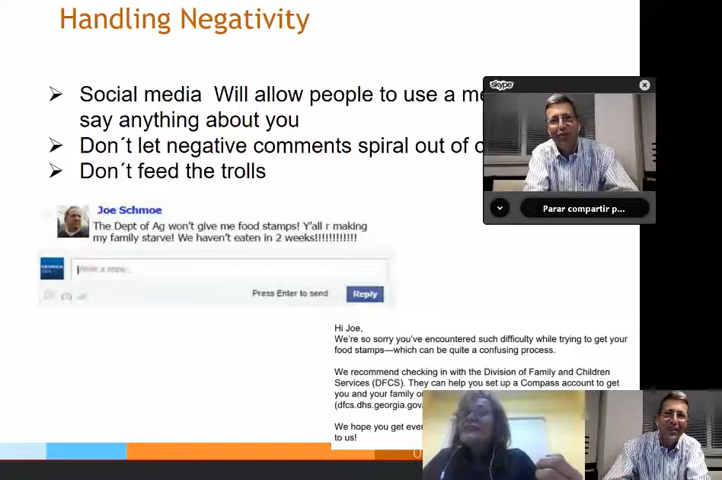 Handling Negativity
skype
➢ Social media Will allow people to use a me
say anything about you
➢ Don´t let negative comments spiral out of c
➢ Don´t feed the trolls
Parar compartir p...
Joe Schmoe
The Dept of Ag won't give me food stamps! Y'all r making
my family starve! We haven't eaten in 2 weeks!!!!!!!!!!!!
GEORGIA
Press Enter to send
Reply
Hi Joe,
We're so sorry you've encountered such difficulty while trying to get your
food stamps—which can be quite a confusing process.
We recommend checking in with the Division of Family and Children
Services (DFCS). They can help you set up a Compass account to get
you and your family
(dfcs.dhs.georgia.gov
We hope you get
to us!